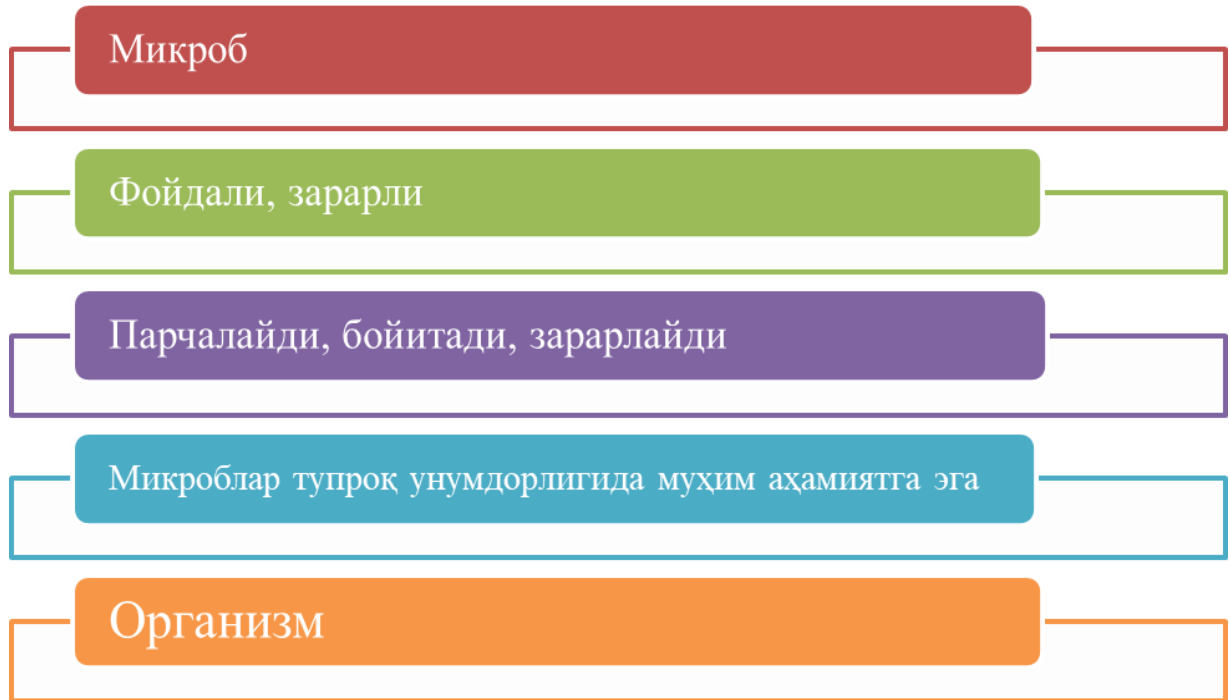 Микроб
Фойдали, зарарли
Парчалайди, бойитади, зарарлайди
Микроблар тупроқ унумдорлигида муҳим аҳамиятга эга
Организм